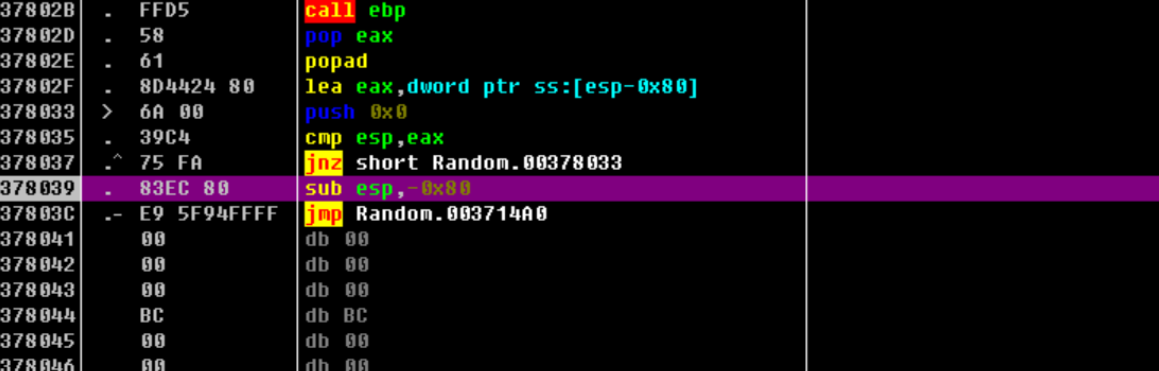 37802B . FFD5 call ebp
37802D . 58 pop eax
37802E . 61 popad
37802F . 8D4424 80 lea eax,dword ptr ss:[esp-0x80]
378033 > 6A 00 push 0x0
378035 . 39C4 cmp esp,eax
378037 .^ 75 FA jnz short Random.00378033
378039 . 83EC 80 sub esp,-0x80
37803C .- E9 5F94FFFF jmp Random.003714A0
378041 00 db 00
378042 00 db 00
378043 00 db 00
378044 BC db BC
378045 00 db 00
378046 00 db 00